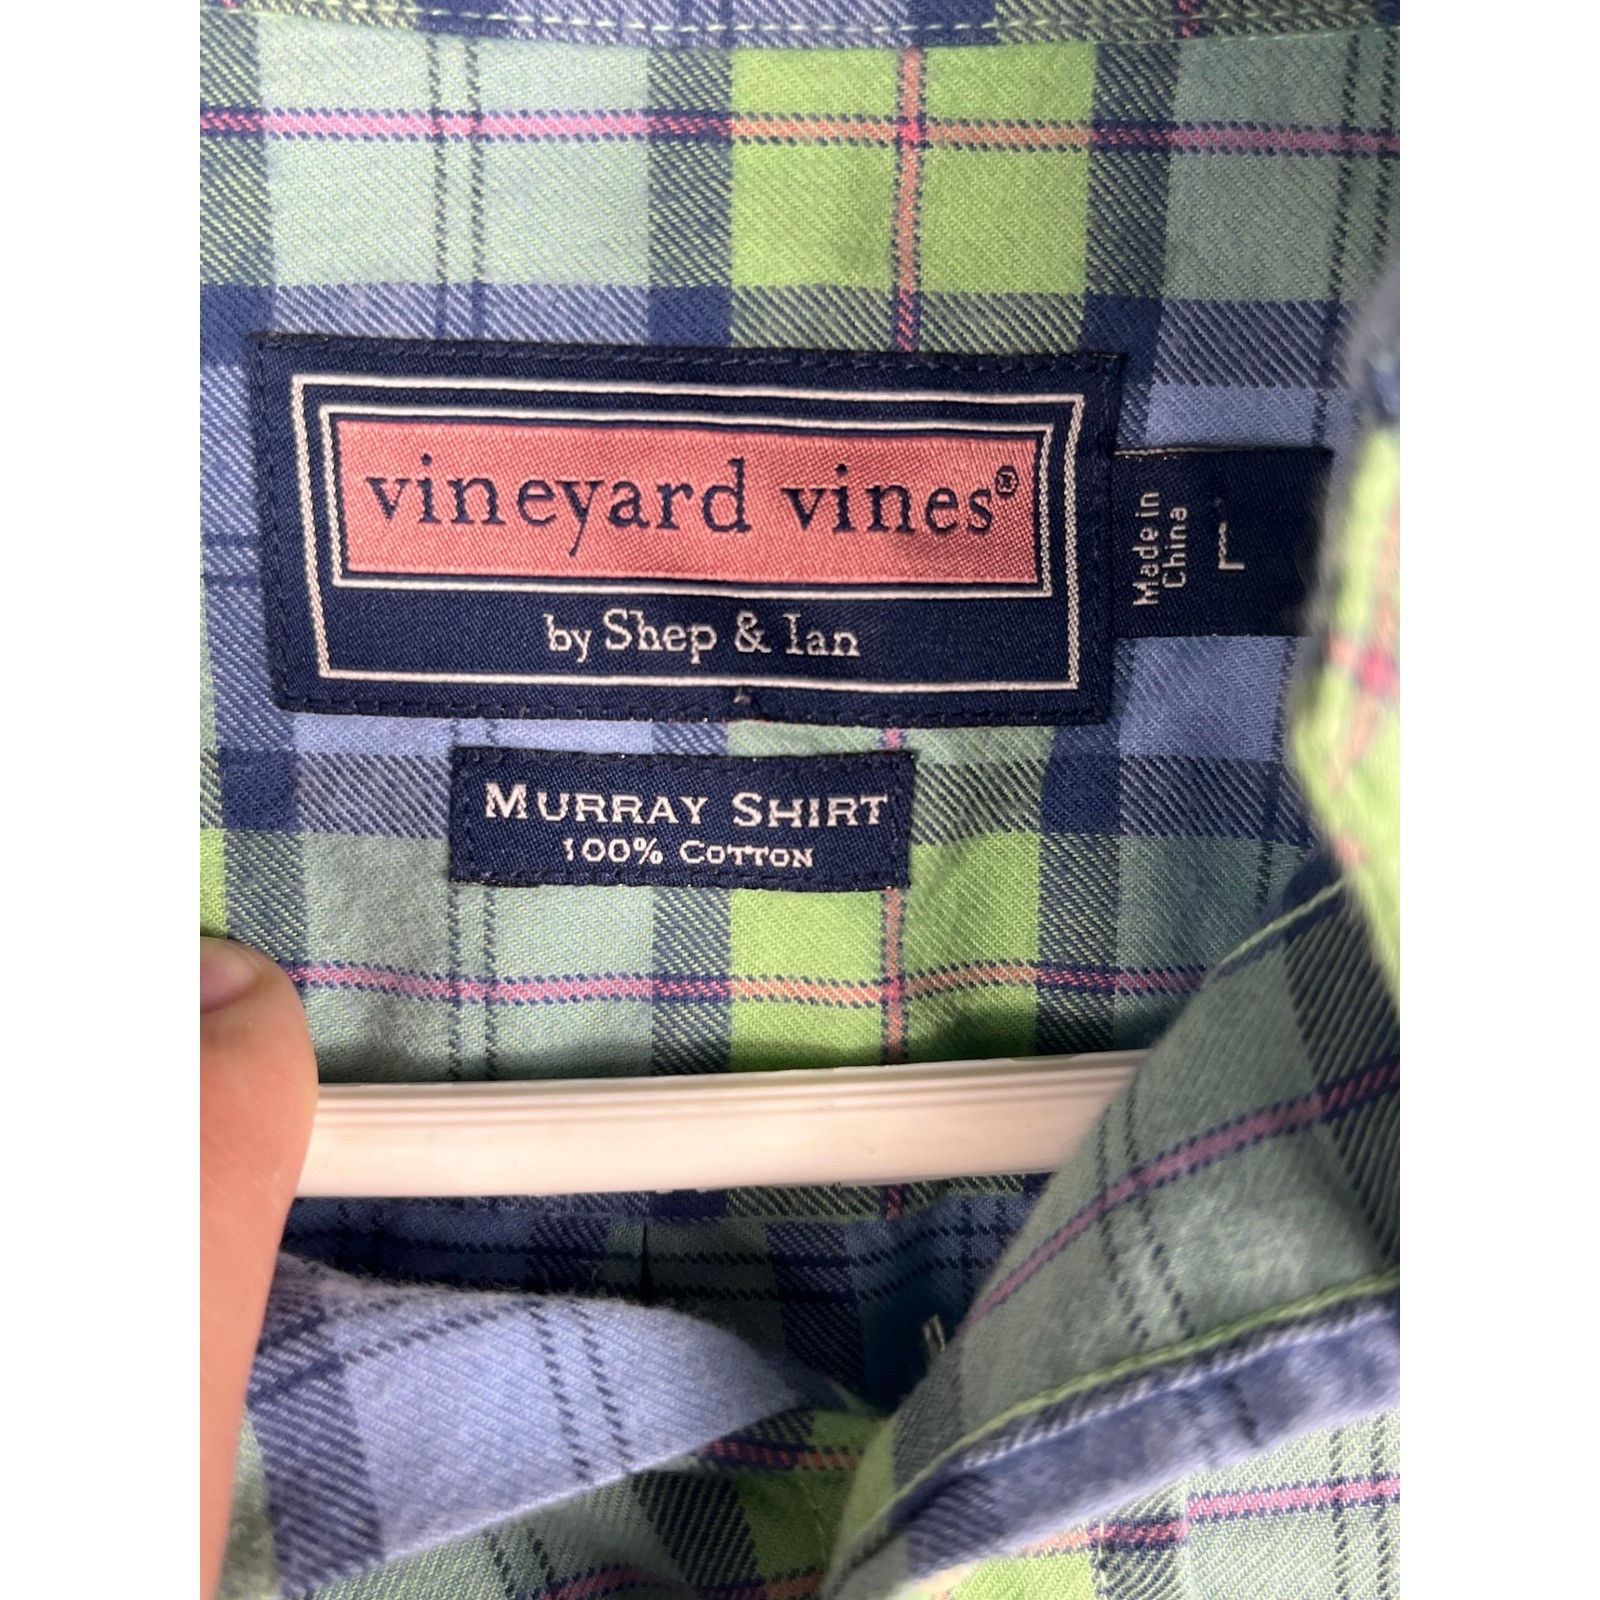 vineyard vines®
by Shep & Ian
Made in
China
L
MURRAY SHIRT
100% COTTON